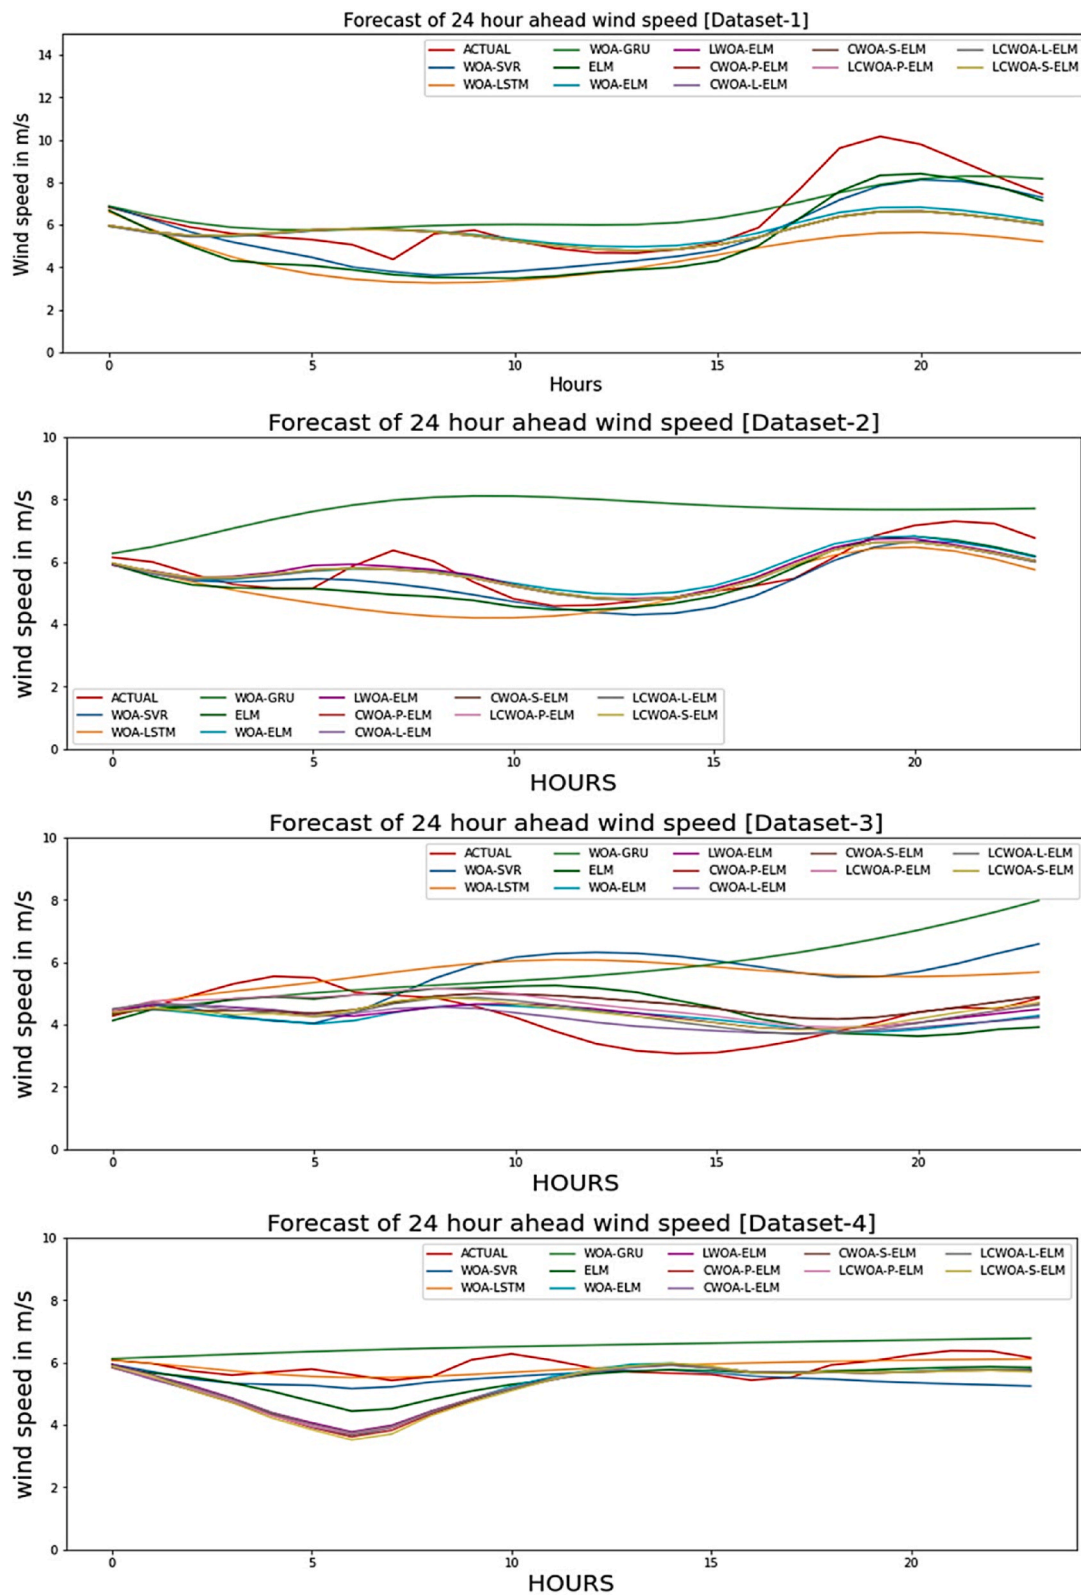 Forecast of 24 hour ahead wind speed [Dataset-1]
ACTUAL WOA-GRU LWOA-ELM CWOA-S-ELM LCWOA-L-ELM
WOA-SVR ELM CWOA-P-ELM LCWOA-P-ELM LCWOA-S-ELM
WOA-LSTM WOA-ELM CWOA-L-ELM
Wind speed in m/s
14
12
10
8
6
4
2
0
0 5 10 15 20
Hours
Forecast of 24 hour ahead wind speed [Dataset-2]
wind speed in m/s
10
8
6
4
2
0
ACTUAL WOA-GRU LWOA-ELM CWOA-S-ELM LCWOA-L-ELM
WOA-SVR ELM CWOA-P-ELM LCWOA-P-ELM LCWOA-S-ELM
WOA-LSTM WOA-ELM CWOA-L-ELM
0 5 10 15 20
HOURS
Forecast of 24 hour ahead wind speed [Dataset-3]
ACTUAL WOA-GRU LWOA-ELM CWOA-S-ELM LCWOA-L-ELM
WOA-SVR ELM CWOA-P-ELM LCWOA-P-ELM LCWOA-S-ELM
WOA-LSTM WOA-ELM CWOA-L-ELM
wind speed in m/s
10
8
6
4
2
0
0 5 10 15 20
HOURS
Forecast of 24 hour ahead wind speed [Dataset-4]
ACTUAL WOA-GRU LWOA-ELM CWOA-S-ELM LCWOA-L-ELM
WOA-SVR ELM CWOA-P-ELM LCWOA-P-ELM LCWOA-S-ELM
WOA-LSTM WOA-ELM CWOA-L-ELM
wind speed in m/s
10
8
6
4
2
0
0 5 10 15 20
HOURS